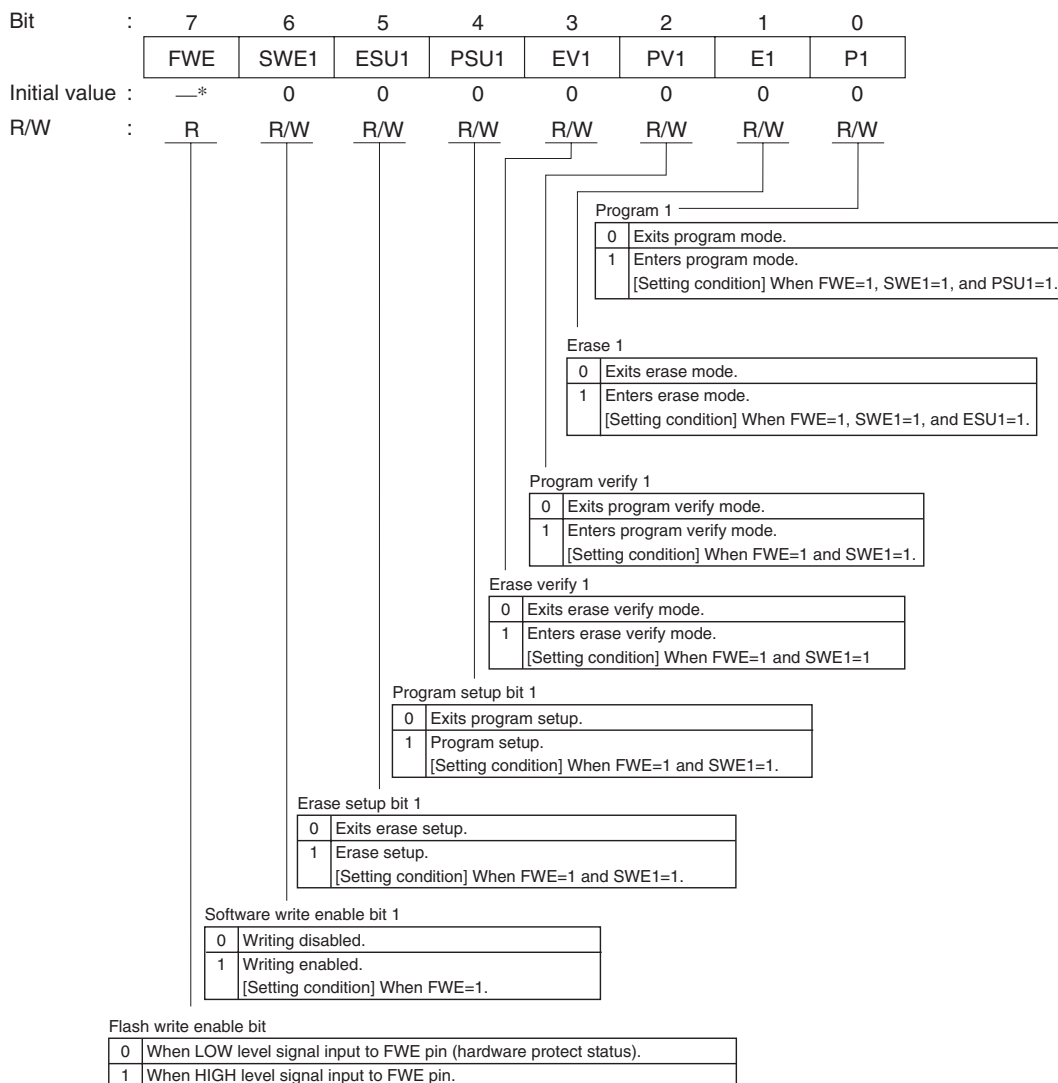 Bit : 7 6 5 4 3 2 1 0
FWE SWE1 ESU1 PSU1 EV1 PV1 E1 P1
Initial value : —* 0 0 0 0 0 0 0
R/W : R R/W R/W R/W R/W R/W R/W R/W
Program 1
0 Exits program mode.
1 Enters program mode.
[Setting condition] When FWE=1, SWE1=1, and PSU1=1.
Erase 1
0 Exits erase mode.
1 Enters erase mode.
[Setting condition] When FWE=1, SWE1=1, and ESU1=1.
Program verify 1
0 Exits program verify mode.
1 Enters program verify mode.
[Setting condition] When FWE=1 and SWE1=1.
Erase verify 1
0 Exits erase verify mode.
1 Enters erase verify mode.
[Setting condition] When FWE=1 and SWE1=1
Program setup bit 1
0 Exits program setup.
1 Program setup.
[Setting condition] When FWE=1 and SWE1=1.
Erase setup bit 1
0 Exits erase setup.
1 Erase setup.
[Setting condition] When FWE=1 and SWE1=1.
Software write enable bit 1
0 Writing disabled.
1 Writing enabled.
[Setting condition] When FWE=1.
Flash write enable bit
0 When LOW level signal input to FWE pin (hardware protect status).
1 When HIGH level signal input to FWE pin.